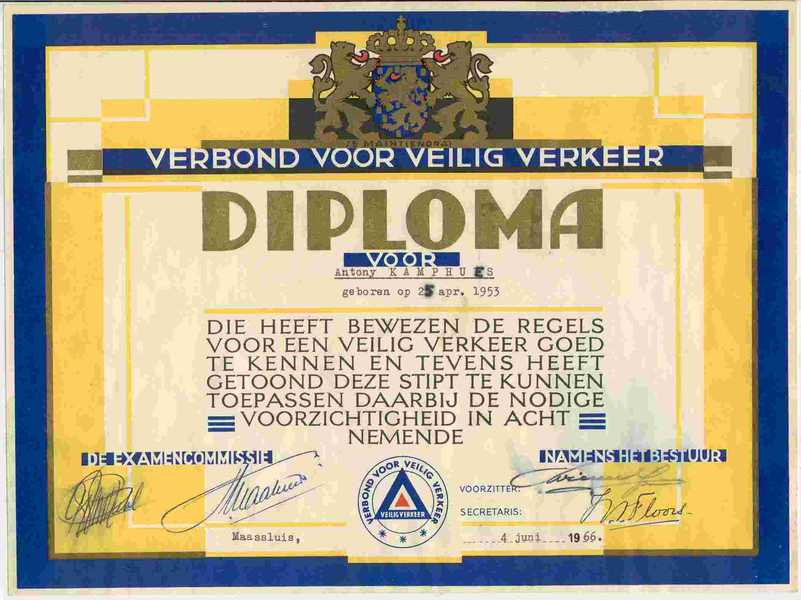 JE MAINTIENDRAI
VERBOND VOOR VEILIG VERKEER
DIPLOMA
VOOR
Antony KAMPHUES
geboren op 25 apr. 1953
DIE HEEFT BEWEZEN DE REGELS
VOOR EEN VEILIG VERKEER GOED
TE KENNEN EN TEVENS HEEFT
GETOOND DEZE STIPT TE KUNNEN
TOEPASSEN DAARBIJ DE NODIGE
VOORZICHTIGHEID IN ACHT
NEMENDE
DE EXAMENCOMMISSIE
NAMENS HET BESTUUR
VERBOND VOOR VEILIG VERKEER
VEILIG VERKEER
VOORZITTER:
SECRETARIS:
Maassluis,
4 juni 1966.